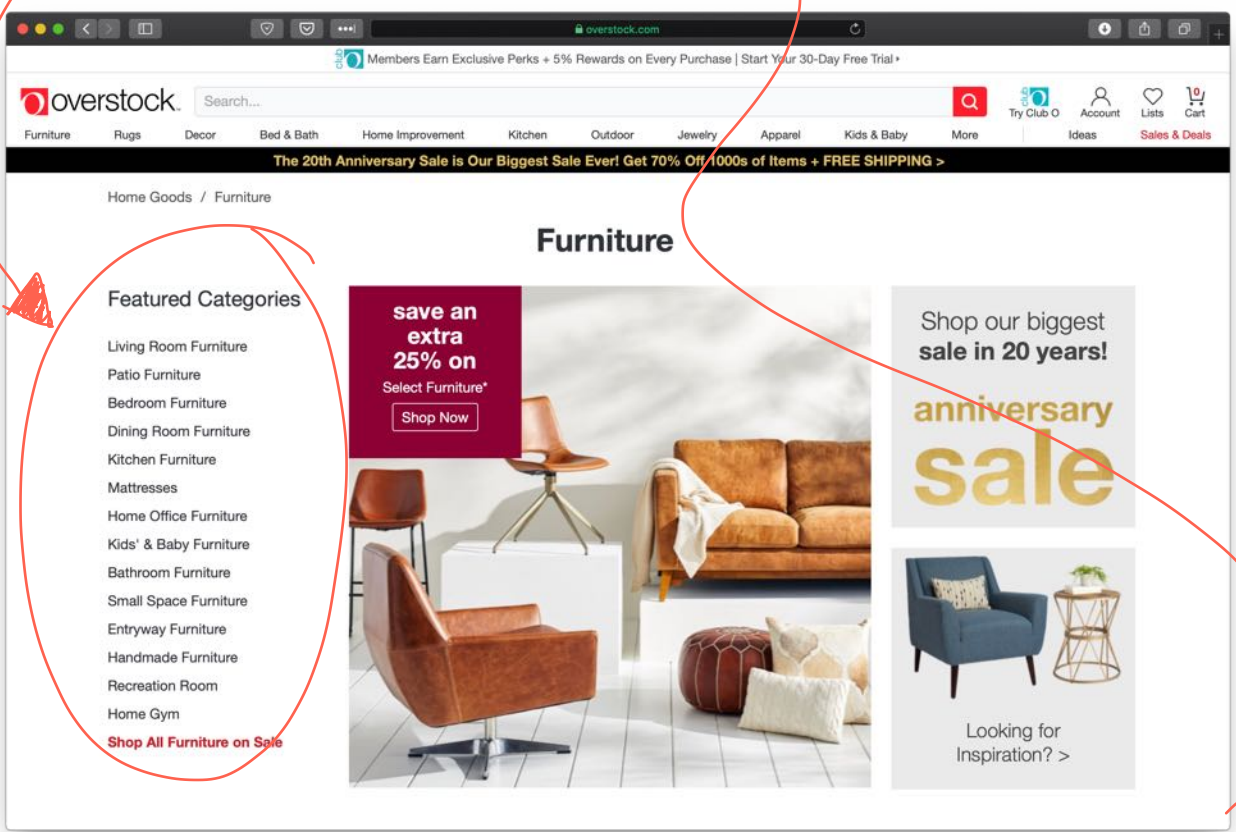 overstock.com
club O Members Earn Exclusive Perks + 5% Rewards on Every Purchase | Start Your 30-Day Free Trial
overstock. Search... Try Club O Account Lists 0 Cart
Furniture Rugs Decor Bed & Bath Home Improvement Kitchen Outdoor Jewelry Apparel Kids & Baby More Ideas Sales & Deals
The 20th Anniversary Sale is Our Biggest Sale Ever! Get 70% Off 1000s of Items + FREE SHIPPING >
Home Goods / Furniture
Furniture
Featured Categories
Living Room Furniture
Patio Furniture
Bedroom Furniture
Dining Room Furniture
Kitchen Furniture
Mattresses
Home Office Furniture
Kids' & Baby Furniture
Bathroom Furniture
Small Space Furniture
Entryway Furniture
Handmade Furniture
Recreation Room
Home Gym
Shop All Furniture on Sale
save an
extra
25% on
Select Furniture*
Shop Now
Shop our biggest
sale in 20 years!
anniversary
sale
Looking for
Inspiration? >